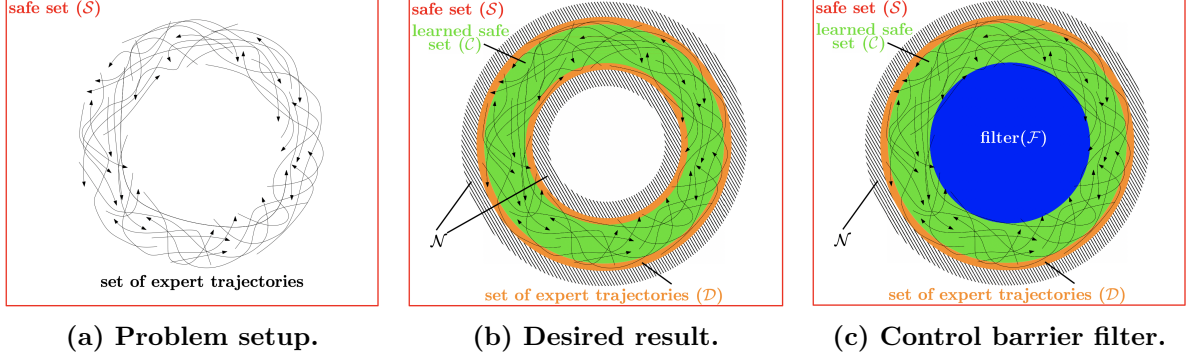 safe set (𝒮)
set of expert trajectories
(a) Problem setup.
safe set (𝒮)
learned safe
set (𝒞)
𝒩
set of expert trajectories (𝒟)
(b) Desired result.
safe set (𝒮)
learned safe
set (𝒞)
filter(ℱ)
𝒩
set of expert trajectories (𝒟)
(c) Control barrier filter.